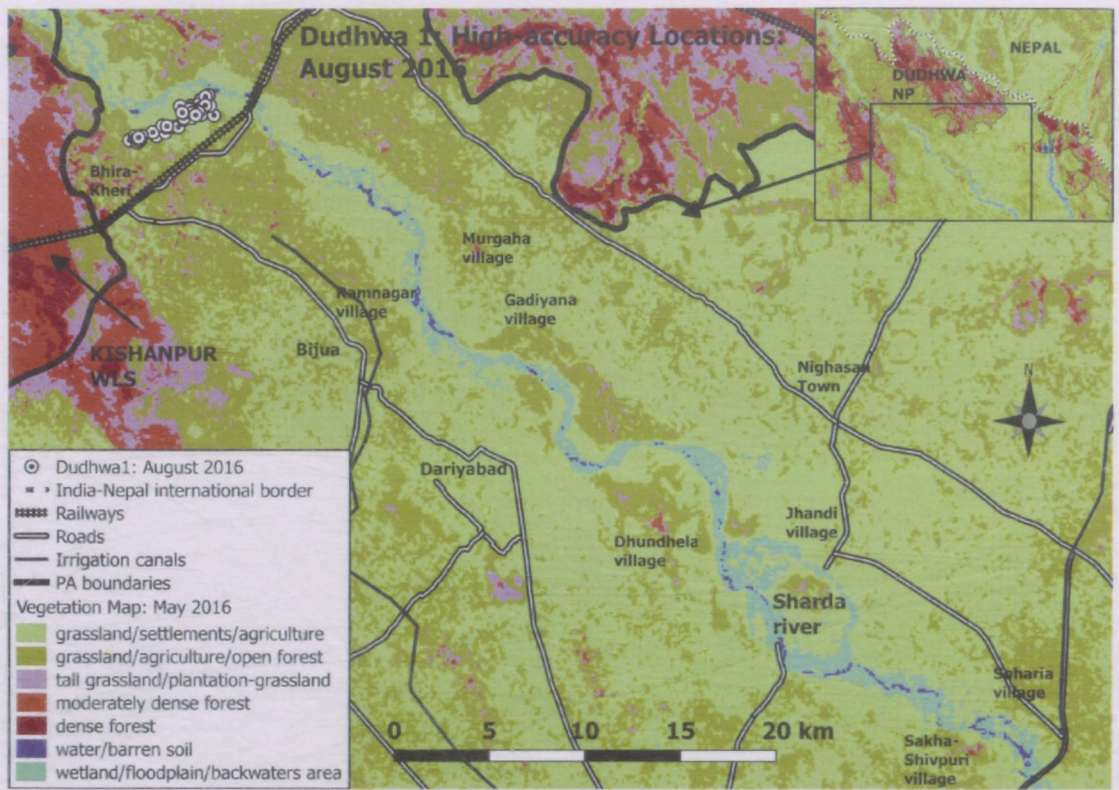 Dudhwa 1: High-accuracy Locations:
August 2016
NEPAL
DUDHWA
NP
Bhira-
Kheri
Murgaha
village
Ramnagar
village
Gadiyana
village
Bijua
KISHANPUR
WLS
Nighasan
Town
N
Dariyabad
Jhandi
village
Dhundhela
village
Sharda
river
Saharia
village
Sakha-
Shivpuri
village
0 5 10 15 20 km
Dudhwa1: August 2016
India-Nepal international border
Railways
Roads
Irrigation canals
PA boundaries
Vegetation Map: May 2016
grassland/settlements/agriculture
grassland/agriculture/open forest
tall grassland/plantation-grassland
moderately dense forest
dense forest
water/barren soil
wetland/floodplain/backwaters area